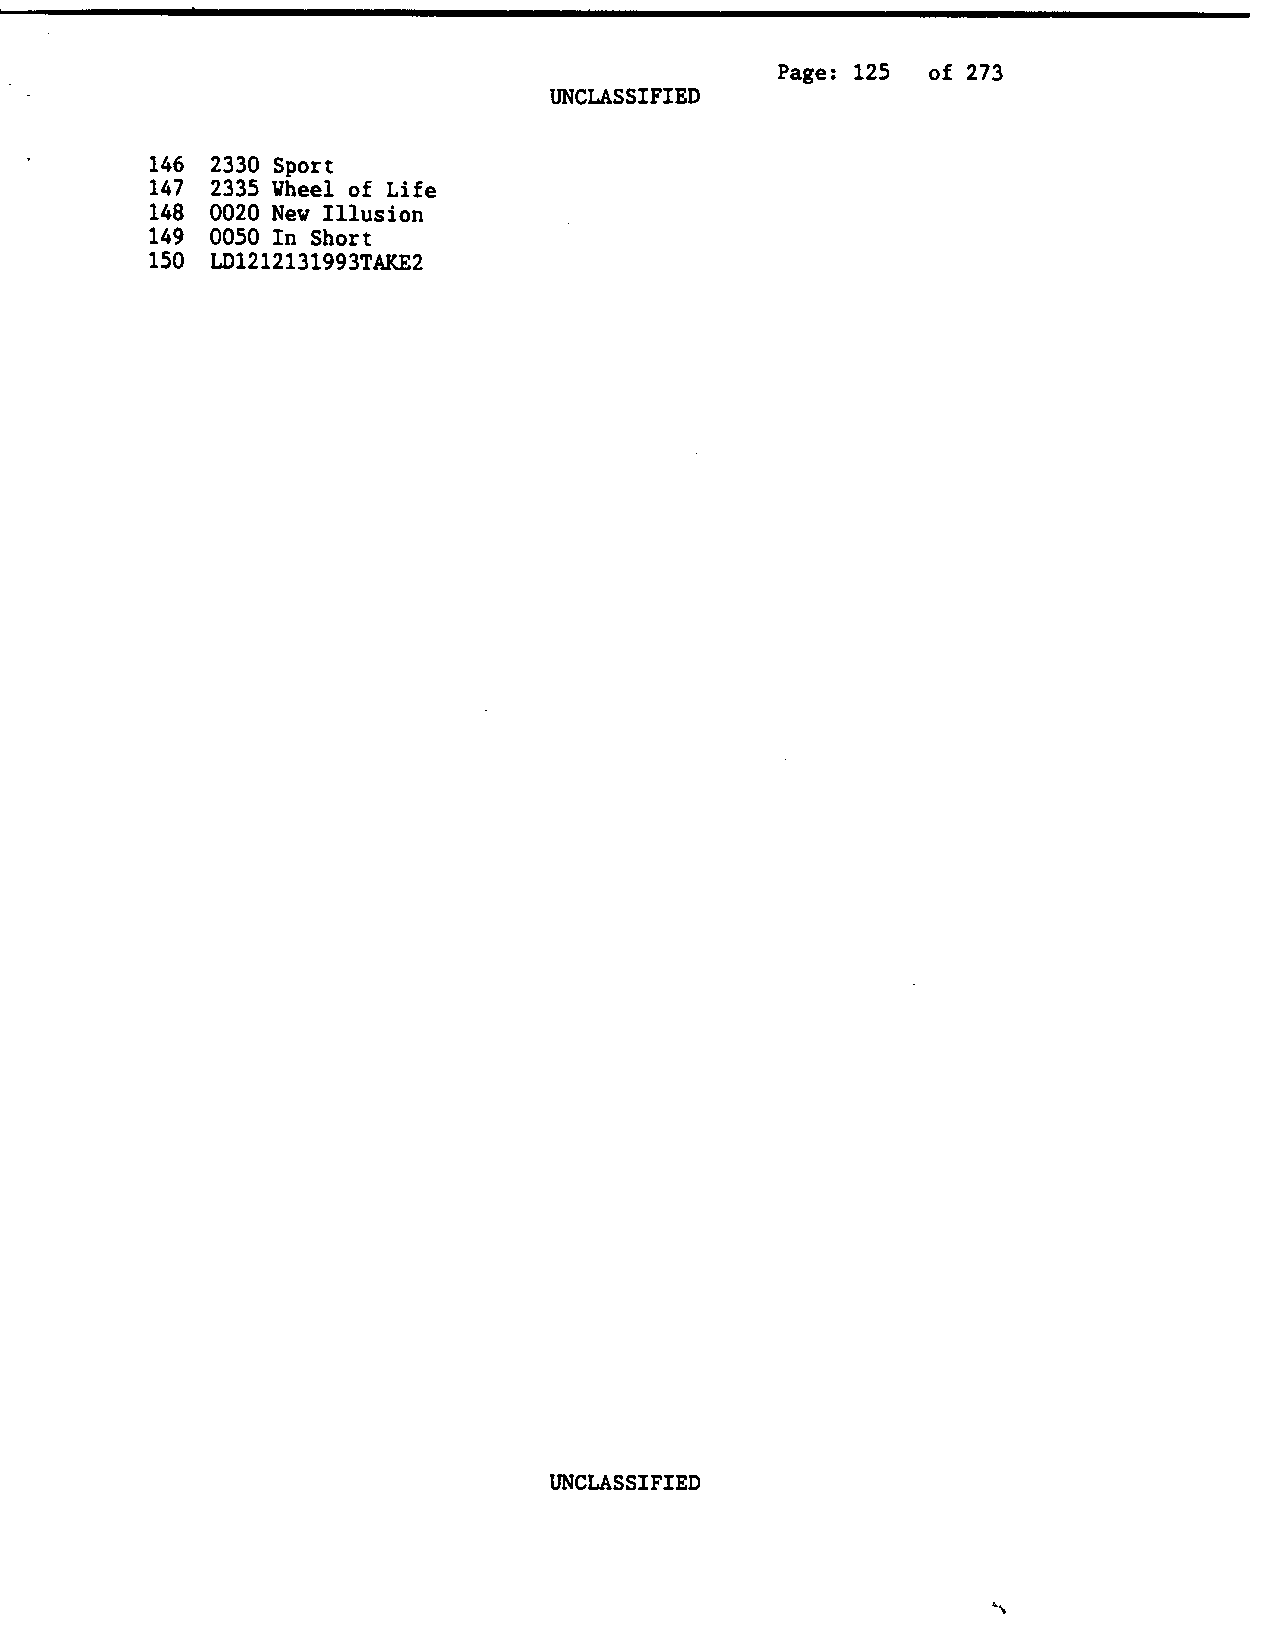 Page: 125 of 273
UNCLASSIFIED
146 2330 Sport
147 2335 Wheel of Life
148 0020 New Illusion
149 0050 In Short
150 LD1212131993TAKE2
UNCLASSIFIED